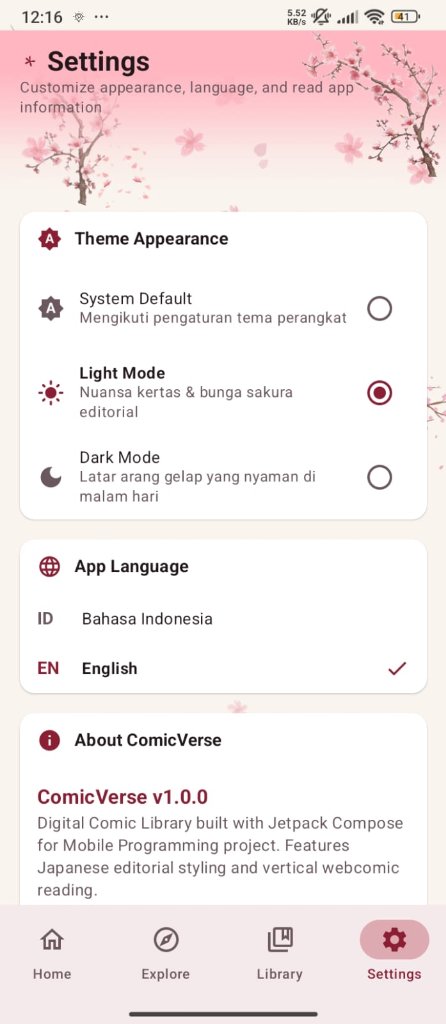 12:16
5.52
KB/s
41
* Settings
Customize appearance, language, and read app
information
A
Theme Appearance
A
System Default
Mengikuti pengaturan tema perangkat
Light Mode
Nuansa kertas & bunga sakura
editorial
Dark Mode
Latar arang gelap yang nyaman di
malam hari
App Language
ID Bahasa Indonesia
EN English
About ComicVerse
ComicVerse v1.0.0
Digital Comic Library built with Jetpack Compose
for Mobile Programming project. Features
Japanese editorial styling and vertical webcomic
reading.
Home Explore Library Settings